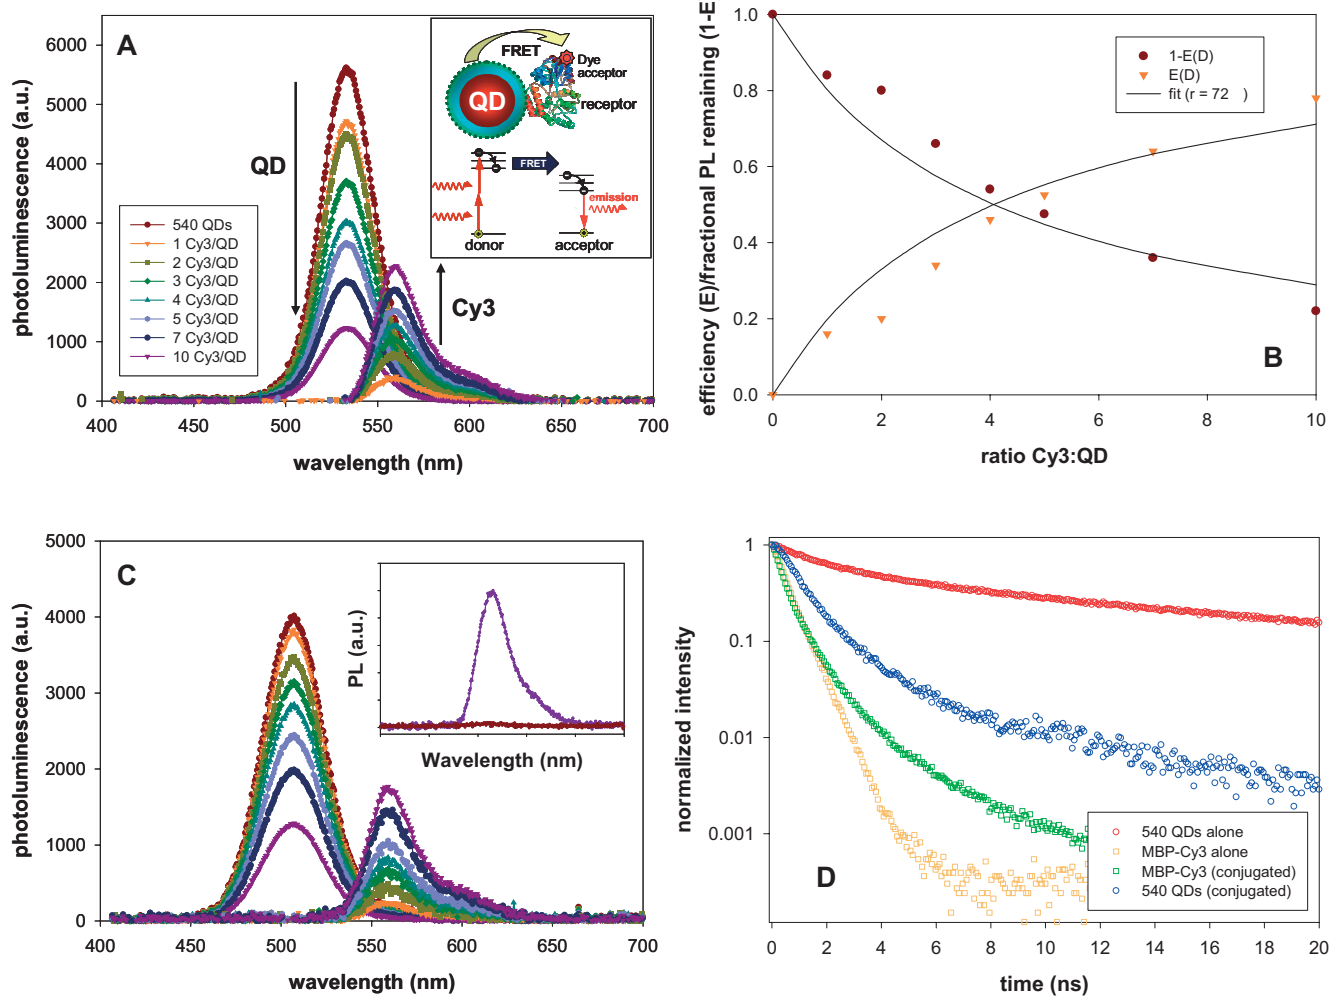 A
6000
5000
4000
3000
2000
1000
0
photoluminescence (a.u.)
400
500
600
700
wavelength (nm)
QD
Cy3
540 QDs
1 Cy3/QD
2 Cy3/QD
3 Cy3/QD
4 Cy3/QD
5 Cy3/QD
7 Cy3/QD
10 Cy3/QD
FRET
QD
Dye
acceptor
receptor
FRET
emission
donor
acceptor
B
1.0
0.8
0.6
0.4
0.2
0.0
efficiency (E)/fractional PL remaining (1-E
0
2
4
6
8
10
ratio Cy3:QD
1-E(D)
E(D)
fit (r = 72 )
C
5000
4000
3000
2000
1000
0
photoluminescence (a.u.)
400
450
500
550
600
650
700
wavelength (nm)
PL (a.u.)
Wavelength (nm)
D
1
0.1
0.01
0.001
normalized intensity
0
2
4
6
8
10
12
14
16
18
20
time (ns)
540 QDs alone
MBP-Cy3 alone
MBP-Cy3 (conjugated)
540 QDs (conjugated)